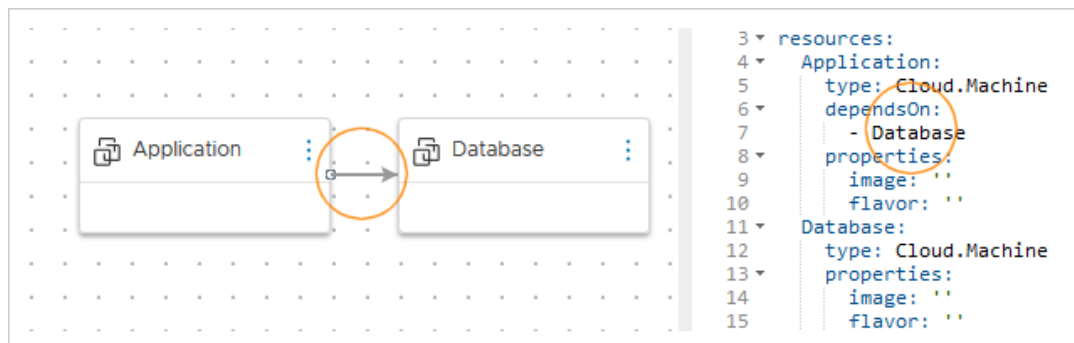 Application
Database
3 resources:
4 Application:
5 type: Cloud.Machine
6 dependsOn:
7 - Database
8 properties:
9 image: ''
10 flavor: ''
11 Database:
12 type: Cloud.Machine
13 properties:
14 image: ''
15 flavor: ''